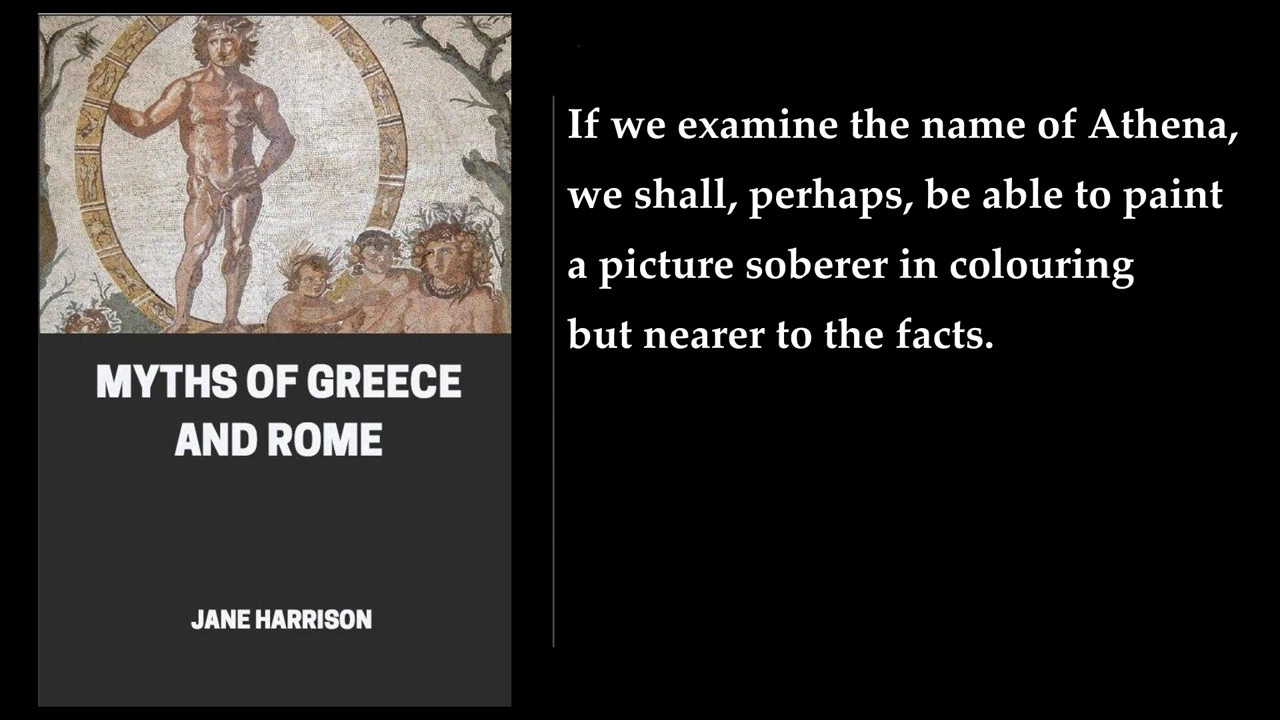 MYTHS OF GREECE
AND ROME
JANE HARRISON
If we examine the name of Athena,
we shall, perhaps, be able to paint
a picture soberer in colouring
but nearer to the facts.